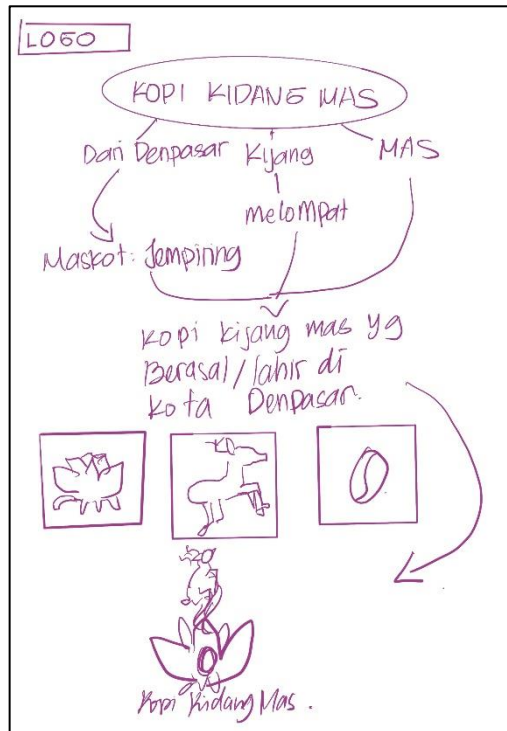 LOGO
KOPI KIDANG MAS
Dari Denpasar Kijang MAS
melompat
Maskot: Jempiring
Kopi kijang mas yg
Berasal/lahir di
kota Denpasar.
Kopi Kidang Mas.